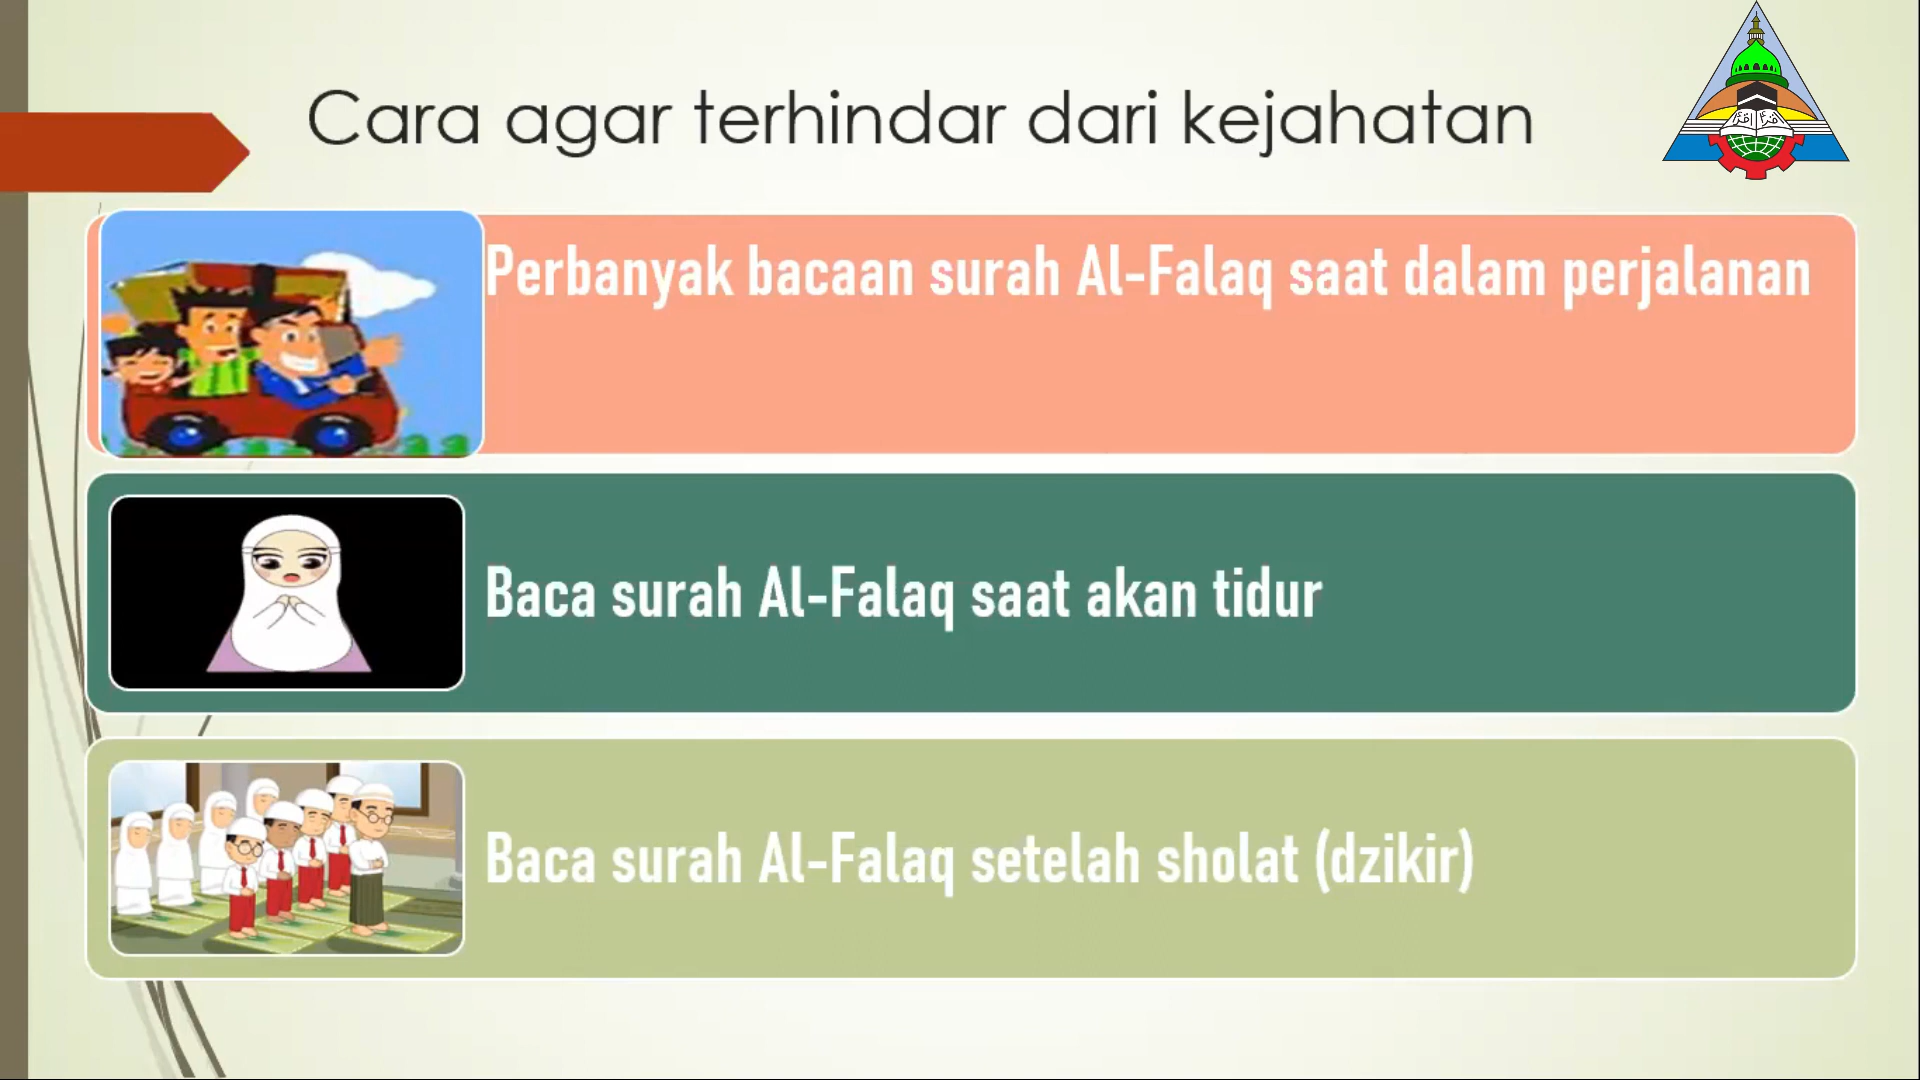 Cara agar terhindar dari kejahatan
Perbanyak bacaan surah Al-Falaq saat dalam perjalanan
Baca surah Al-Falaq saat akan tidur
Baca surah Al-Falaq setelah sholat (dzikir)